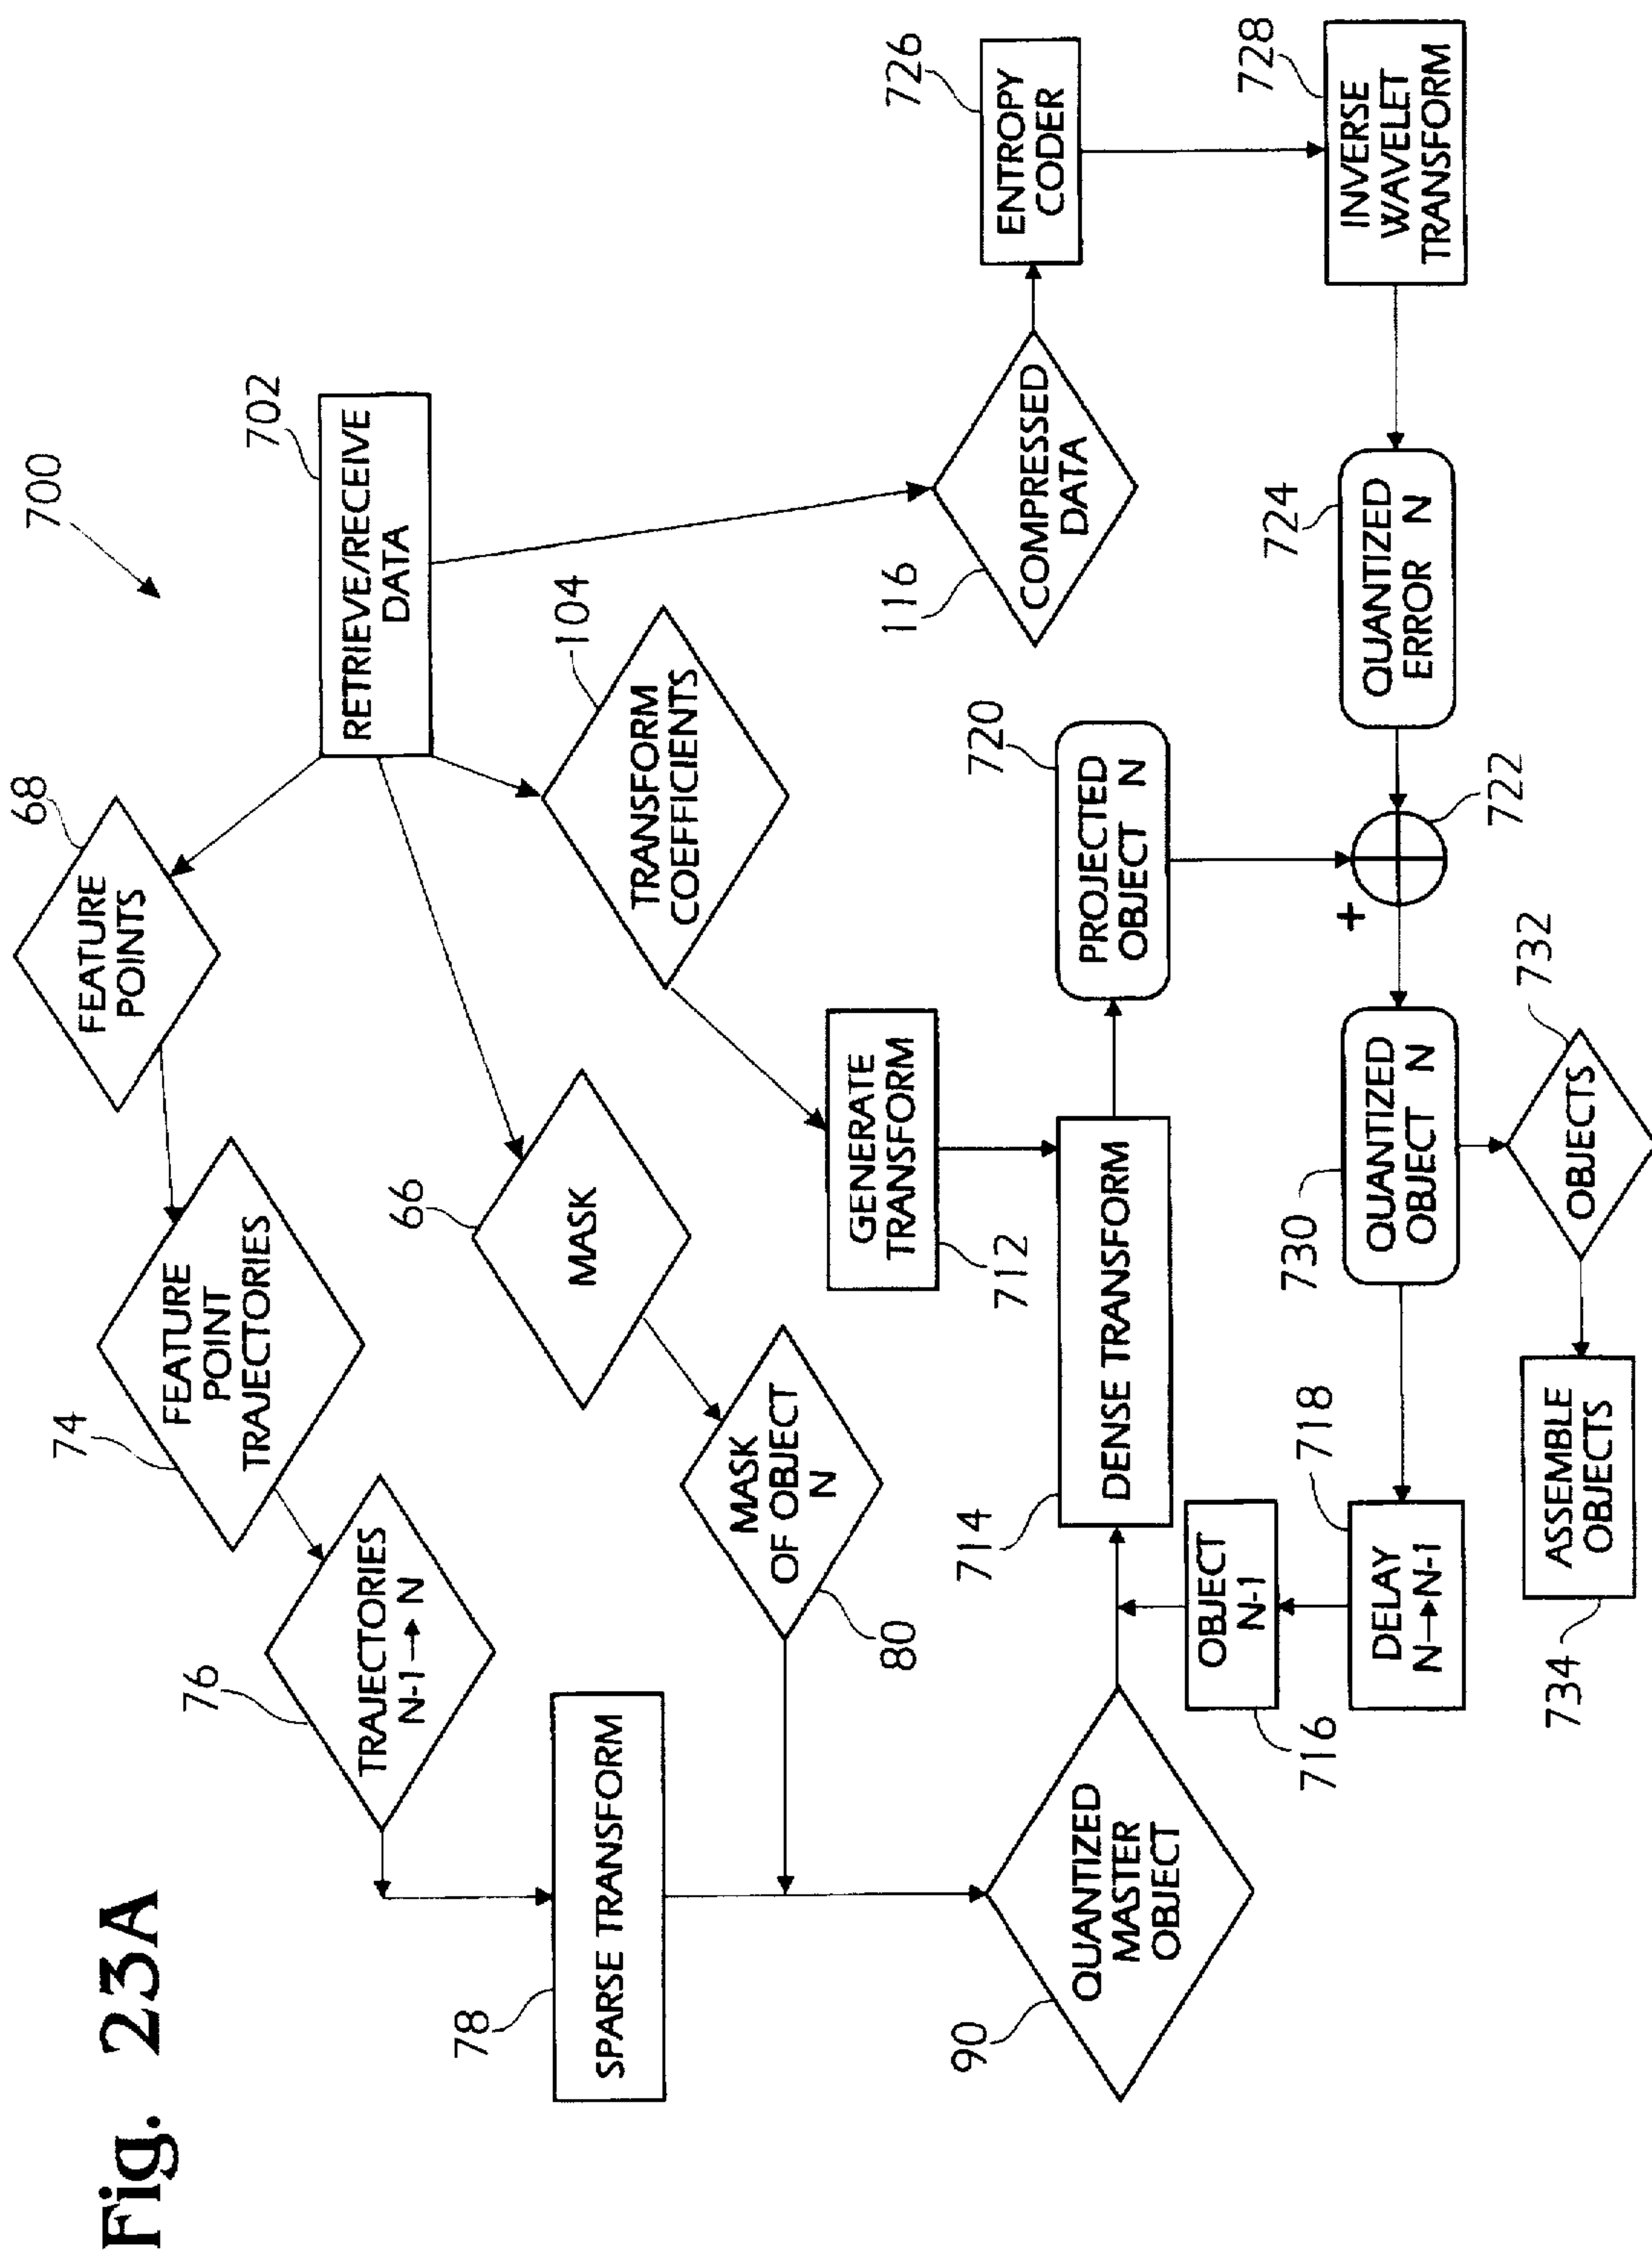 Fig. 23A
700
702
RETRIEVE/RECEIVE
DATA
68
FEATURE
POINTS
74
FEATURE
POINT
TRAJECTORIES
76
TRAJECTORIES
N-1→N
78
SPARSE TRANSFORM
66
MASK
80
MASK
OF OBJECT
N
104
TRANSFORM
COEFFICIENTS
712
GENERATE
TRANSFORM
90
QUANTIZED
MASTER
OBJECT
714
DENSE TRANSFORM
720
PROJECTED
OBJECT N
116
COMPRESSED
DATA
726
ENTROPY
CODER
728
INVERSE
WAVELET
TRANSFORM
724
QUANTIZED
ERROR N
722
+
730
QUANTIZED
OBJECT N
718
DELAY
N→N-1
716
OBJECT
N-1
732
OBJECTS
734
ASSEMBLE
OBJECTS